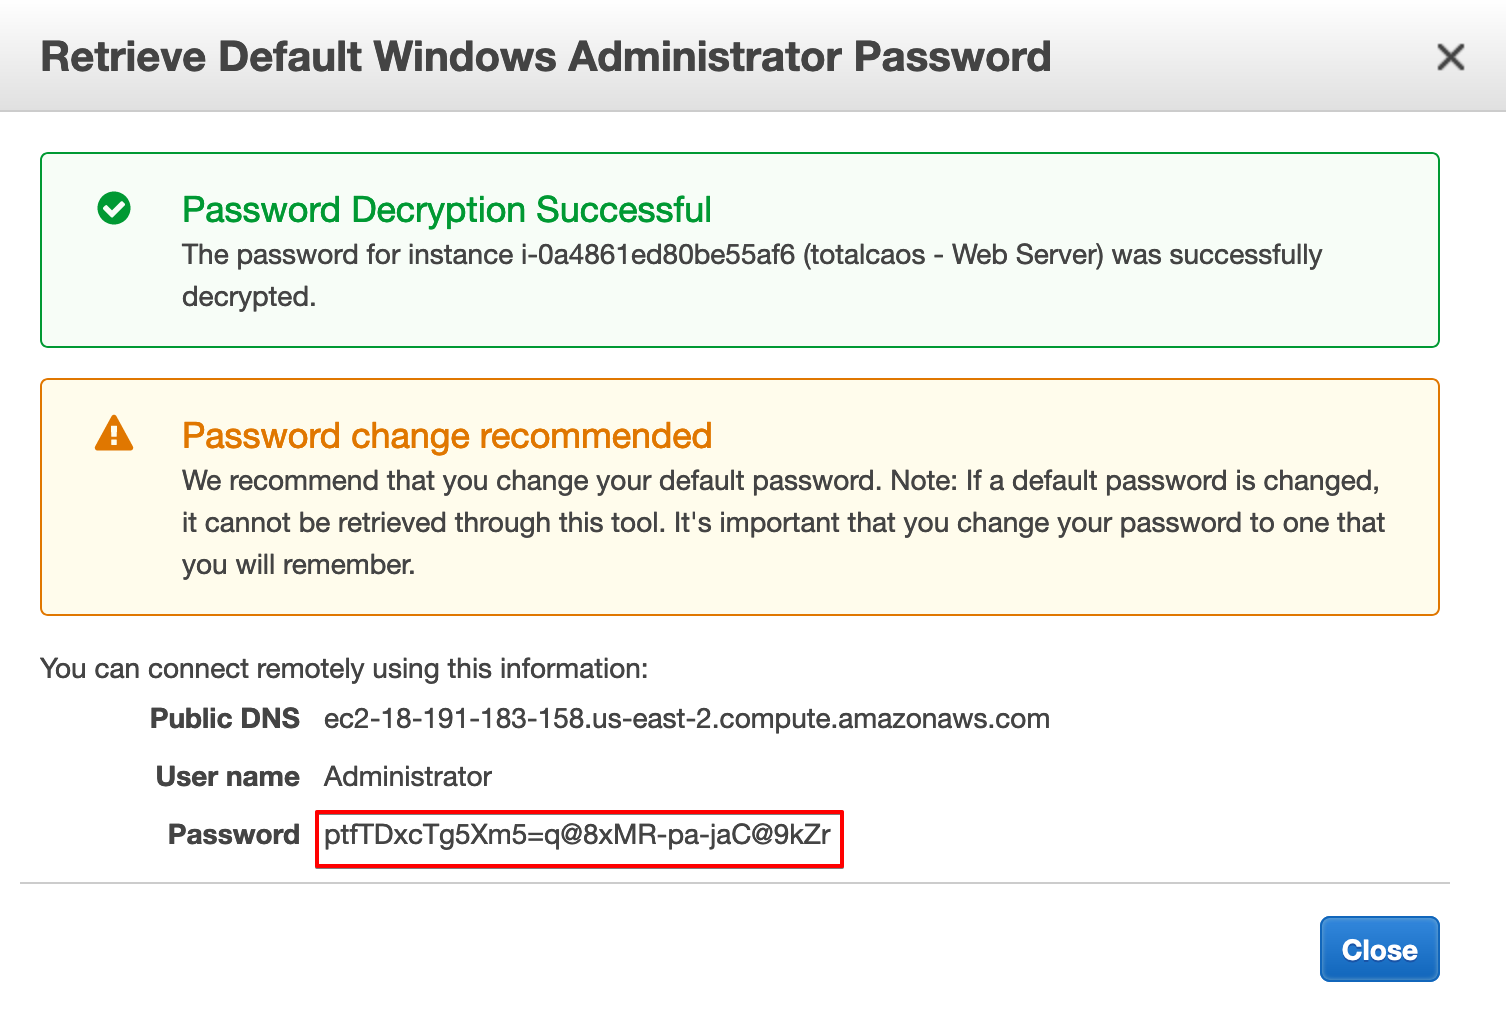 Retrieve Default Windows Administrator Password
Password Decryption Successful
The password for instance i-0a4861ed80be55af6 (totalcaos - Web Server) was successfully
decrypted.
Password change recommended
We recommend that you change your default password. Note: If a default password is changed,
it cannot be retrieved through this tool. It's important that you change your password to one that
you will remember.
You can connect remotely using this information:
Public DNS ec2-18-191-183-158.us-east-2.compute.amazonaws.com
User name Administrator
Password ptfTDxcTg5Xm5=q@8xMR-pa-jaC@9kZr
Close